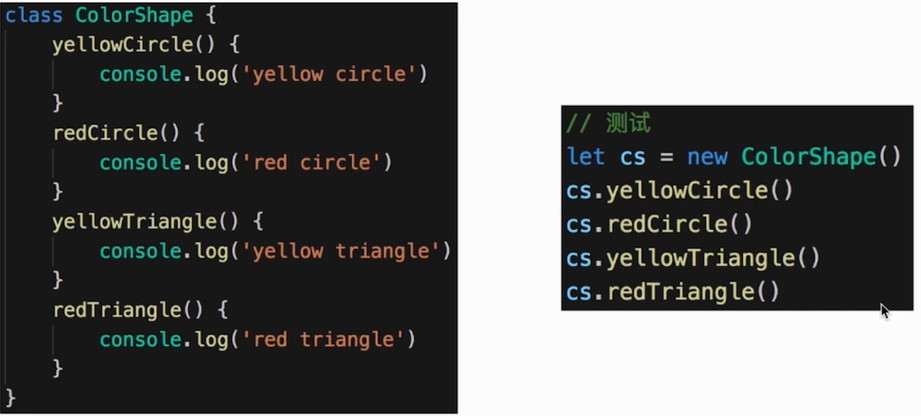 class ColorShape {
    yellowCircle() {
        console.log('yellow circle')
    }
    redCircle() {
        console.log('red circle')
    }
    yellowTriangle() {
        console.log('yellow triangle')
    }
    redTriangle() {
        console.log('red triangle')
    }
}
// 测试
let cs = new ColorShape()
cs.yellowCircle()
cs.redCircle()
cs.yellowTriangle()
cs.redTriangle()